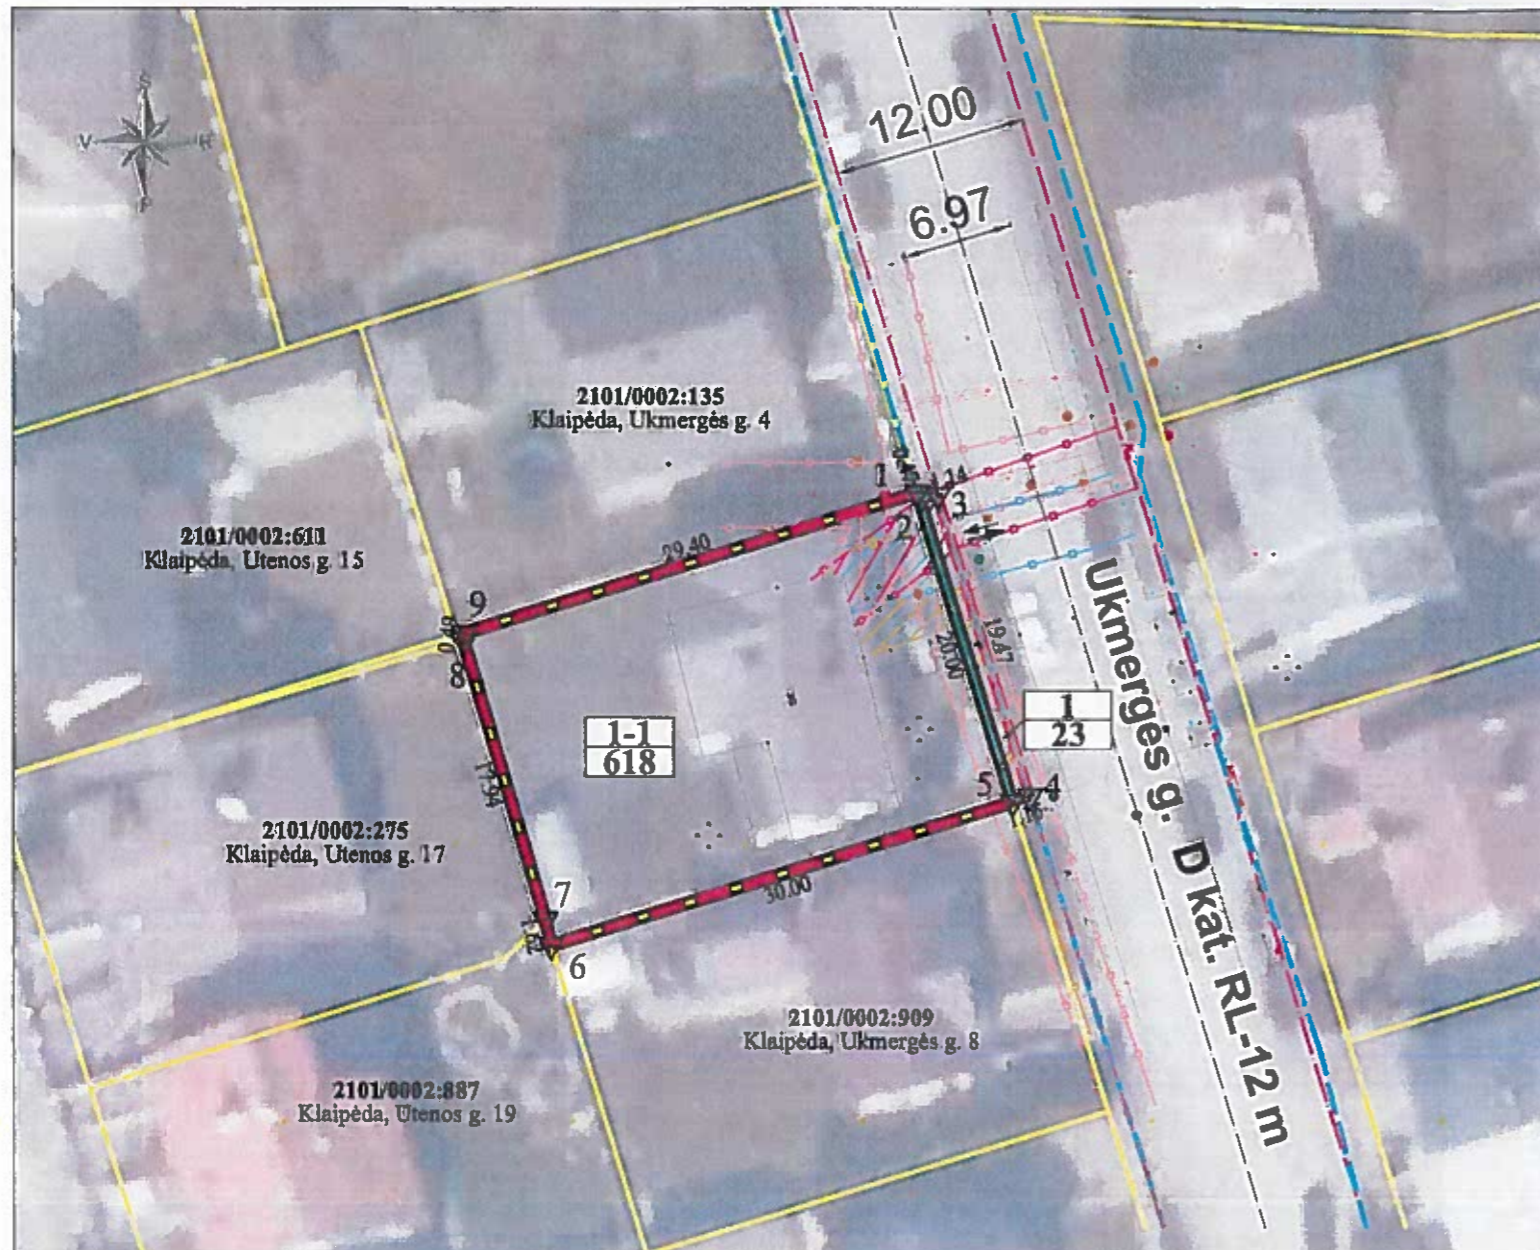 S
V
R
P
12.00
6.97
2101/0002:135
Klaipėda, Ukmergės g. 4
1
14
3
2
2101/0002:611
Klaipėda, Utenos g. 15
29.40
9
8
20.00
19.47
1-1
618
1
23
5
4
17.94
2101/0002:275
Klaipėda, Utenos g. 17
7
30.00
6
2101/0002:909
Klaipėda, Ukmergės g. 8
2101/0002:887
Klaipėda, Utenos g. 19
Ukmergės g. D kat. RL-12 m